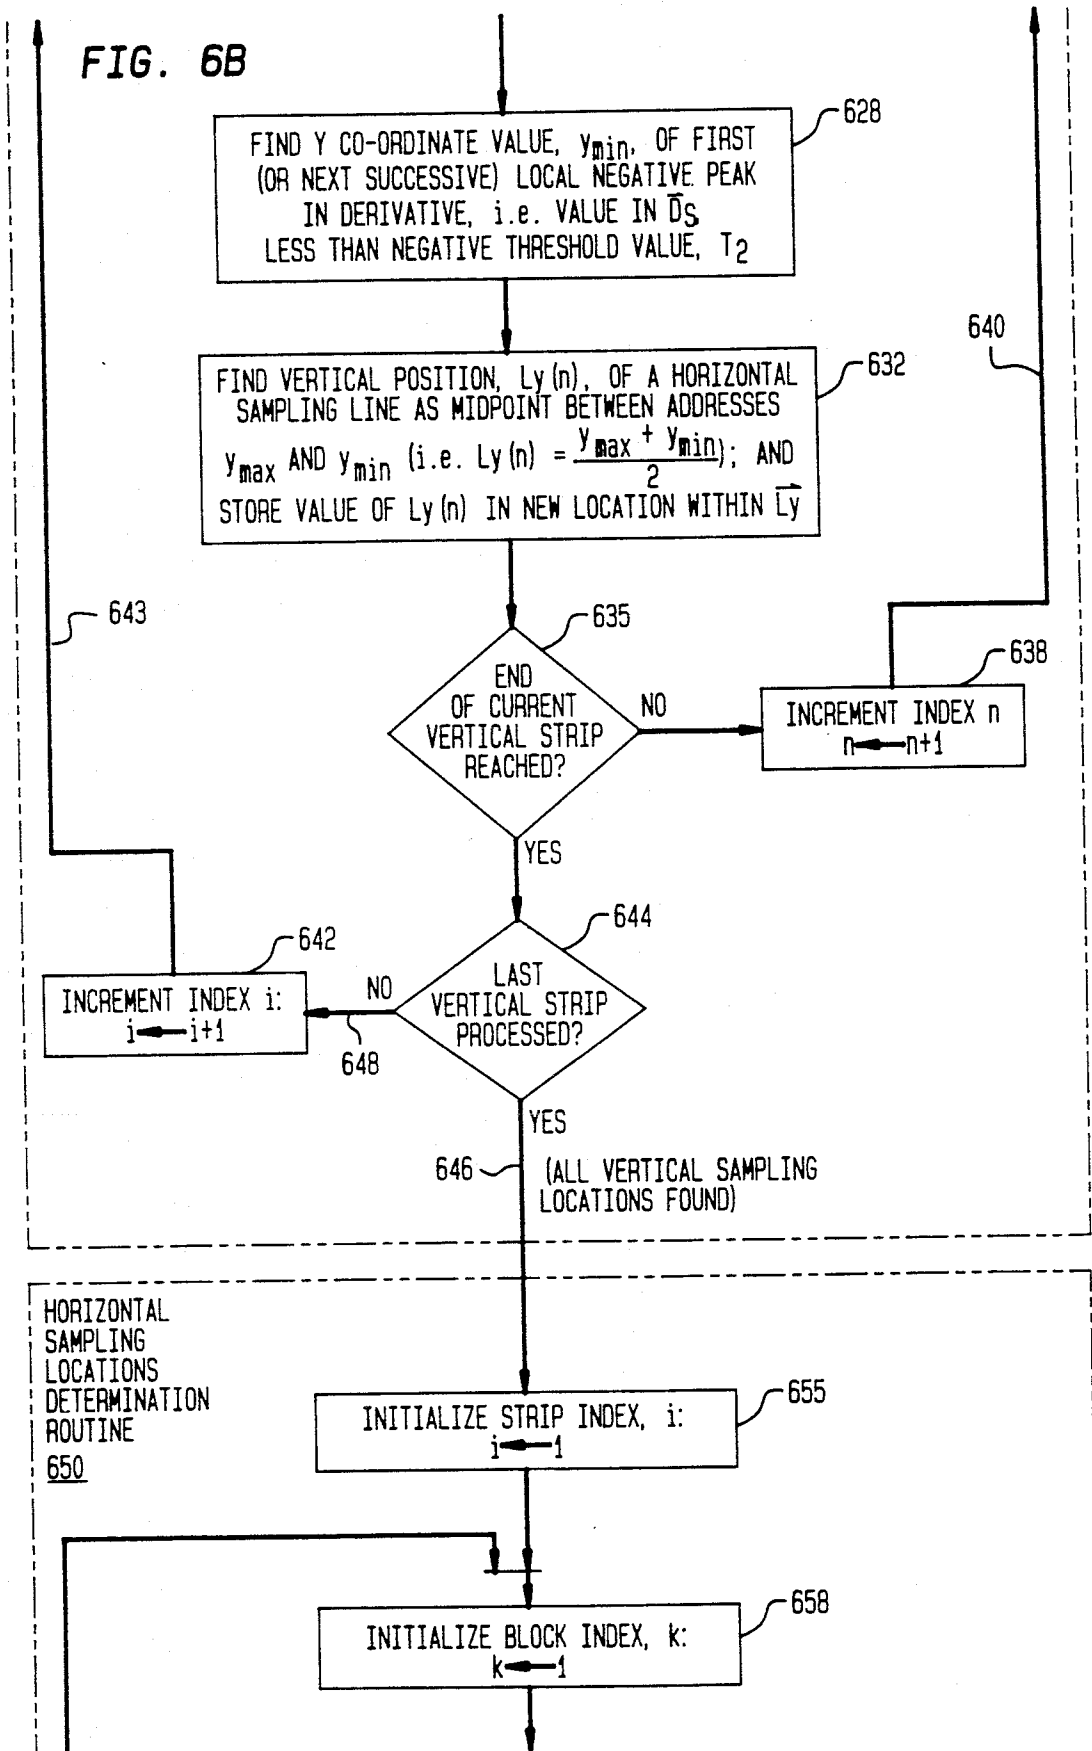 FIG. 6B
628
FIND Y CO-ORDINATE VALUE, ymin, OF FIRST
(OR NEXT SUCCESSIVE) LOCAL NEGATIVE PEAK
IN DERIVATIVE, i.e. VALUE IN D̅S
LESS THAN NEGATIVE THRESHOLD VALUE, T2
640
632
FIND VERTICAL POSITION, Ly(n), OF A HORIZONTAL
SAMPLING LINE AS MIDPOINT BETWEEN ADDRESSES
ymax AND ymin (i.e. Ly(n) = (ymax + ymin)/2); AND
STORE VALUE OF Ly(n) IN NEW LOCATION WITHIN L⃗y
643
635
END
OF CURRENT
VERTICAL STRIP
REACHED?
NO
638
INCREMENT INDEX n
n←n+1
YES
644
642
LAST
VERTICAL STRIP
PROCESSED?
NO
INCREMENT INDEX i:
i←i+1
648
YES
646
(ALL VERTICAL SAMPLING
LOCATIONS FOUND)
HORIZONTAL
SAMPLING
LOCATIONS
DETERMINATION
ROUTINE
650
655
INITIALIZE STRIP INDEX, i:
i←1
658
INITIALIZE BLOCK INDEX, k:
k←1